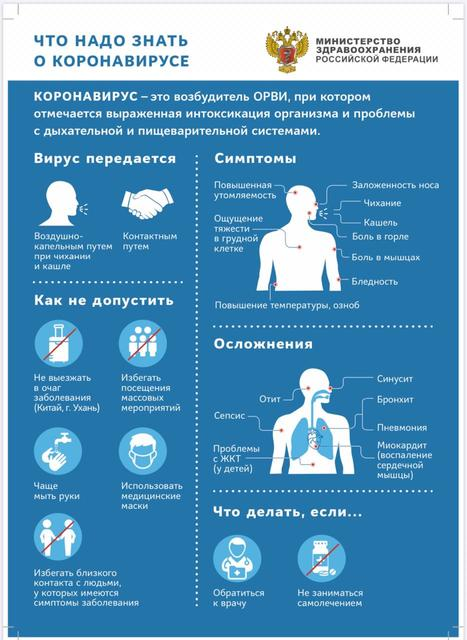 ЧТО НАДО ЗНАТЬ
О КОРОНАВИРУСЕ
МИНИСТЕРСТВО
ЗДРАВООХРАНЕНИЯ
РОССИЙСКОЙ ФЕДЕРАЦИИ
КОРОНАВИРУС – это возбудитель ОРВИ, при котором
отмечается выраженная интоксикация организма и проблемы
с дыхательной и пищеварительной системами.
Вирус передается
Воздушно-
капельным путем
при чихании
и кашле
Контактным
путем
Как не допустить
Не выезжать
в очаг
заболевания
(Китай, г. Ухань)
Избегать
посещения
массовых
мероприятий
Чаще
мыть руки
Использовать
медицинские
маски
Избегать близкого
контакта с людьми,
у которых имеются
симптомы заболевания
Симптомы
Повышенная
утомляемость
Ощущение
тяжести
в грудной
клетке
Заложенность носа
Чихание
Кашель
Боль в горле
Боль в мышцах
Бледность
Повышение температуры, озноб
Осложнения
Отит
Сепсис
Проблемы
с ЖКТ
(у детей)
Синусит
Бронхит
Пневмония
Миокардит
(воспаление
сердечной
мышцы)
Что делать, если...
Обратиться
к врачу
Не заниматься
самолечением